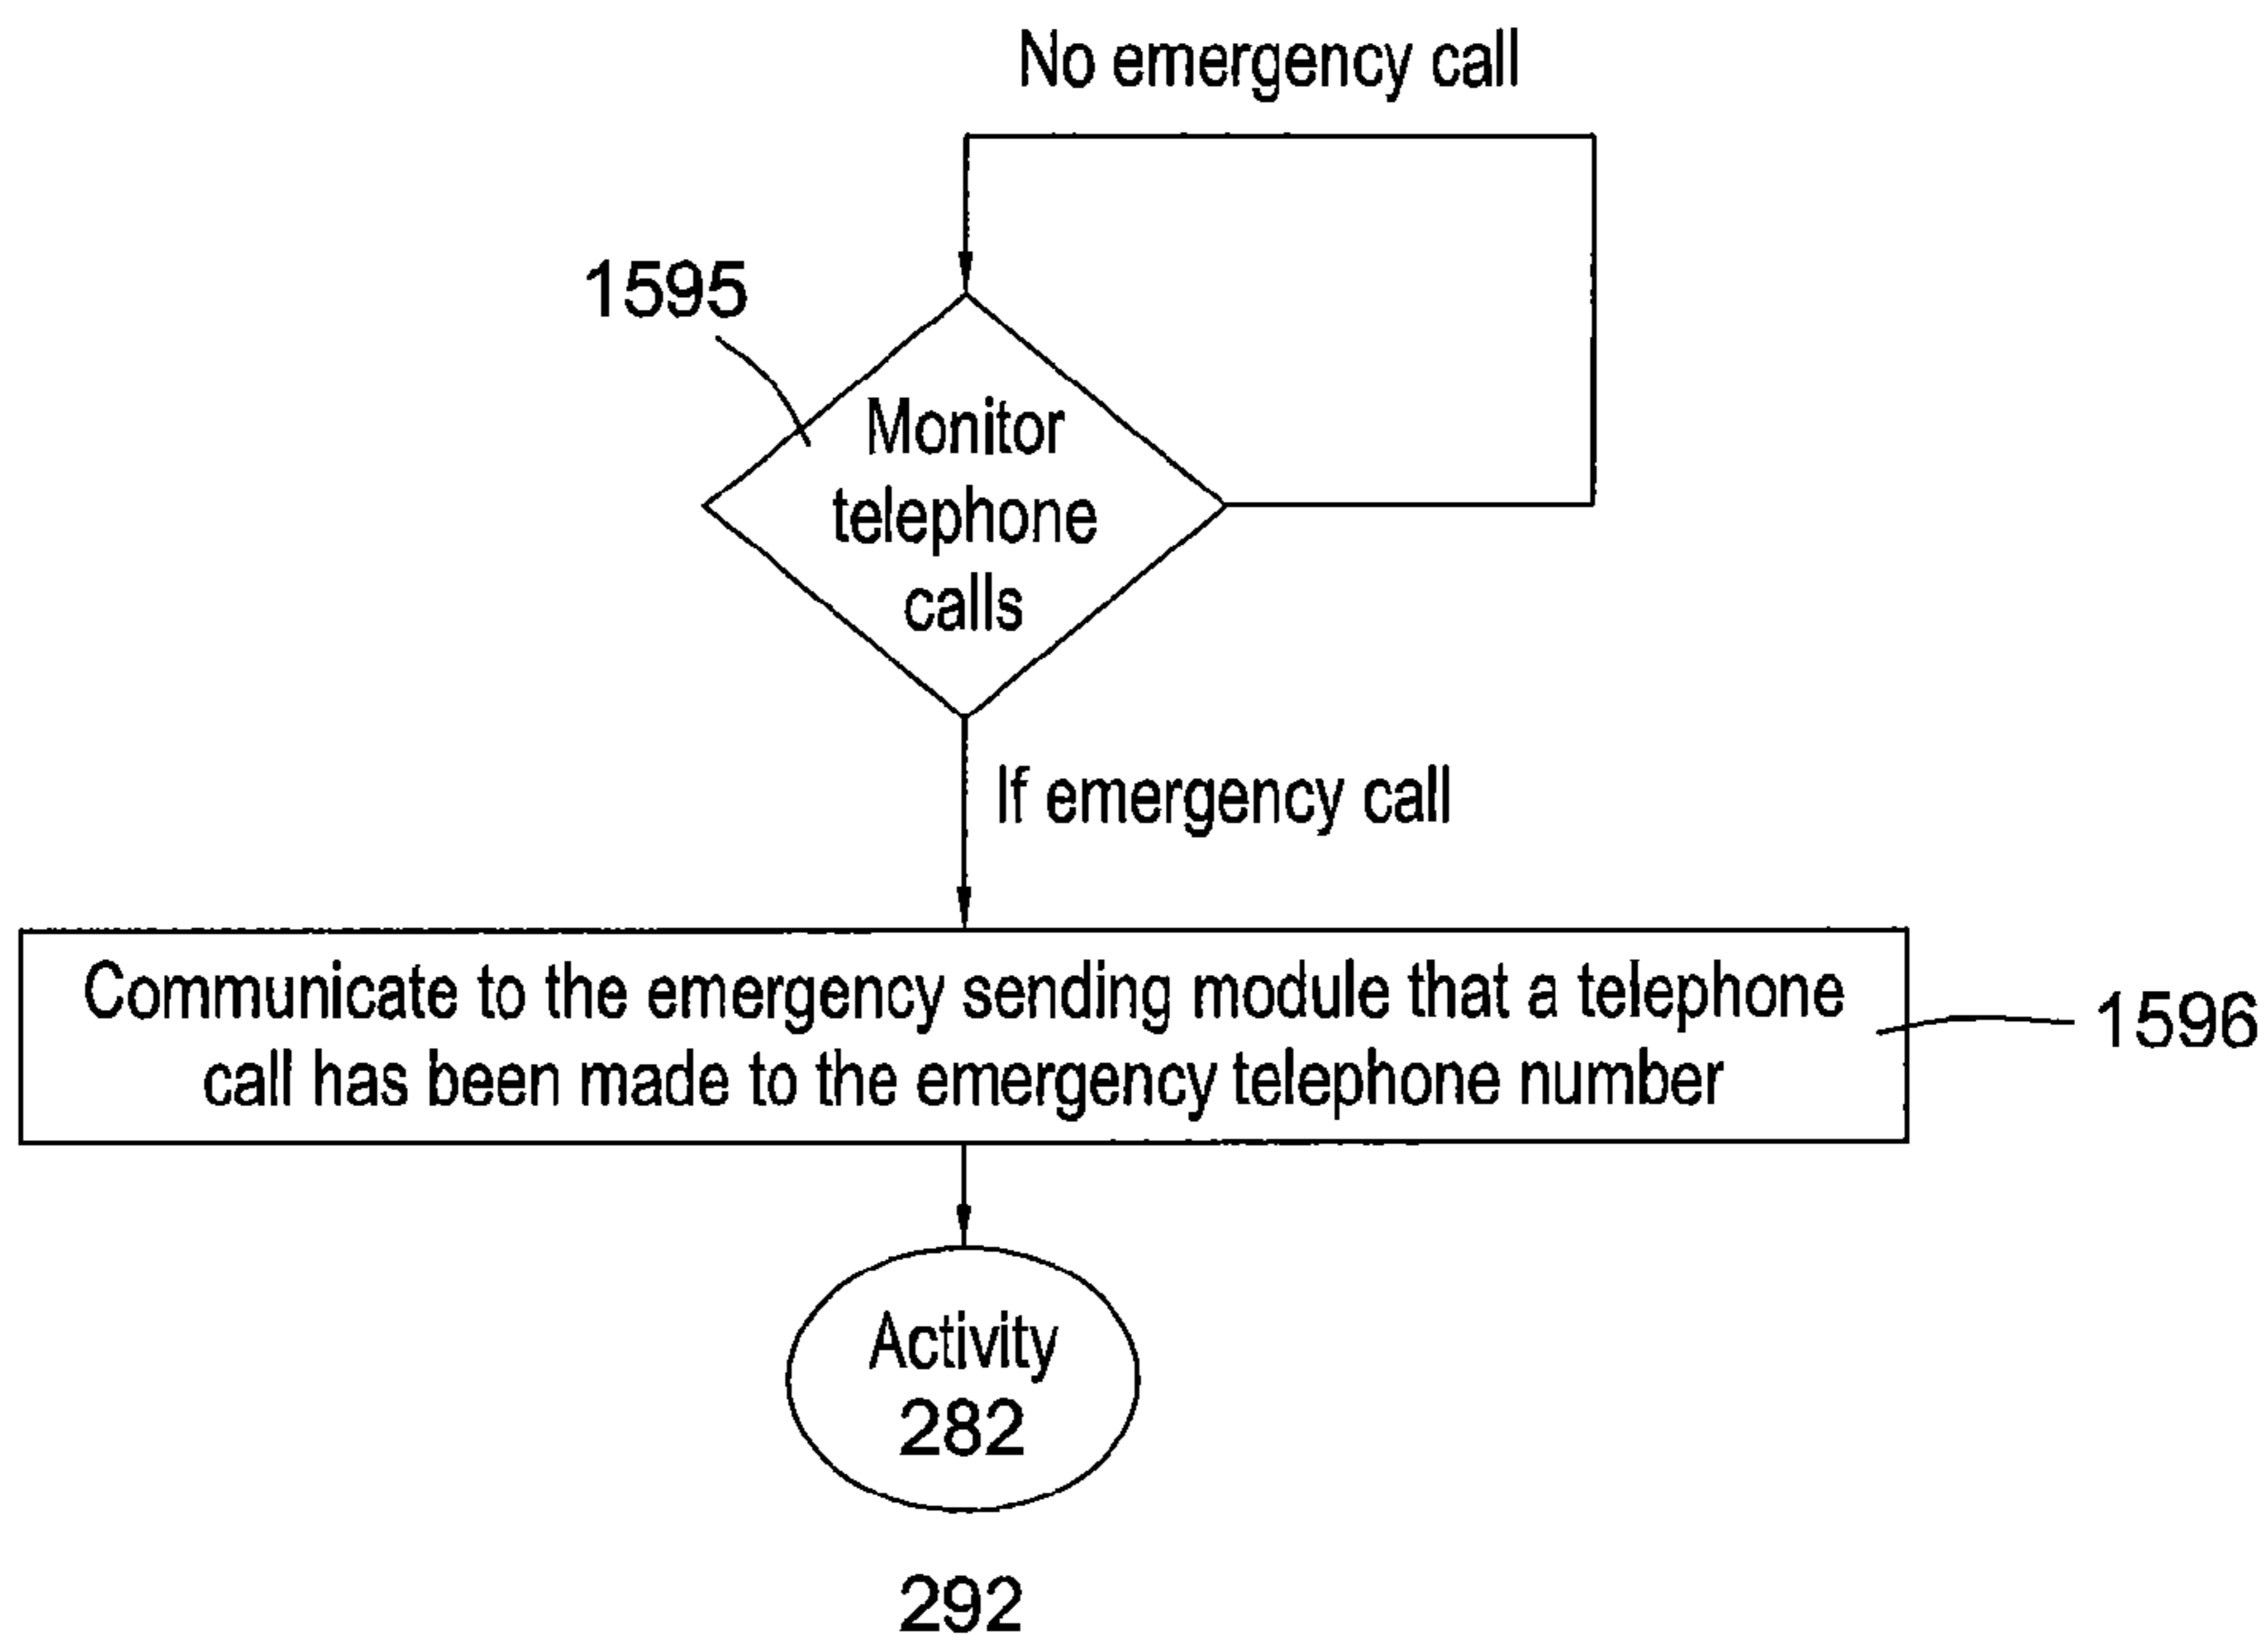 No emergency call
1595
Monitor
telephone
calls
If emergency call
Communicate to the emergency sending module that a telephone
call has been made to the emergency telephone number
1596
Activity
282
292